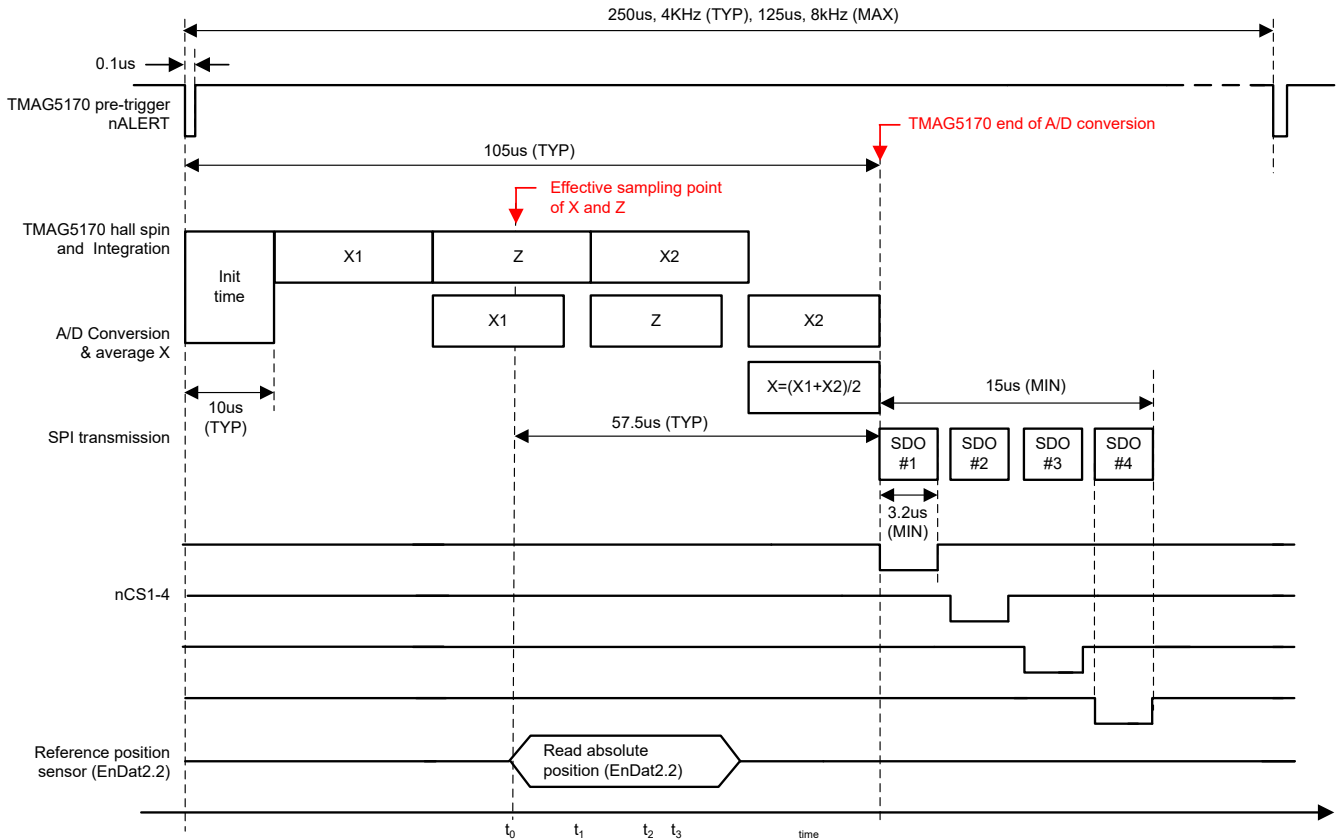 250us, 4KHz (TYP), 125us, 8kHz (MAX)
0.1us
TMAG5170 pre-trigger
nALERT
TMAG5170 end of A/D conversion
105us (TYP)
Effective sampling point
of X and Z
TMAG5170 hall spin
and Integration
Init
time
X1
Z
X2
A/D Conversion
& average X
X1
Z
X2
X=(X1+X2)/2
10us
(TYP)
15us (MIN)
57.5us (TYP)
SPI transmission
SDO
#1
SDO
#2
SDO
#3
SDO
#4
3.2us
(MIN)
nCS1-4
Reference position
sensor (EnDat2.2)
Read absolute
position (EnDat2.2)
t0
t1
t2
t3
time